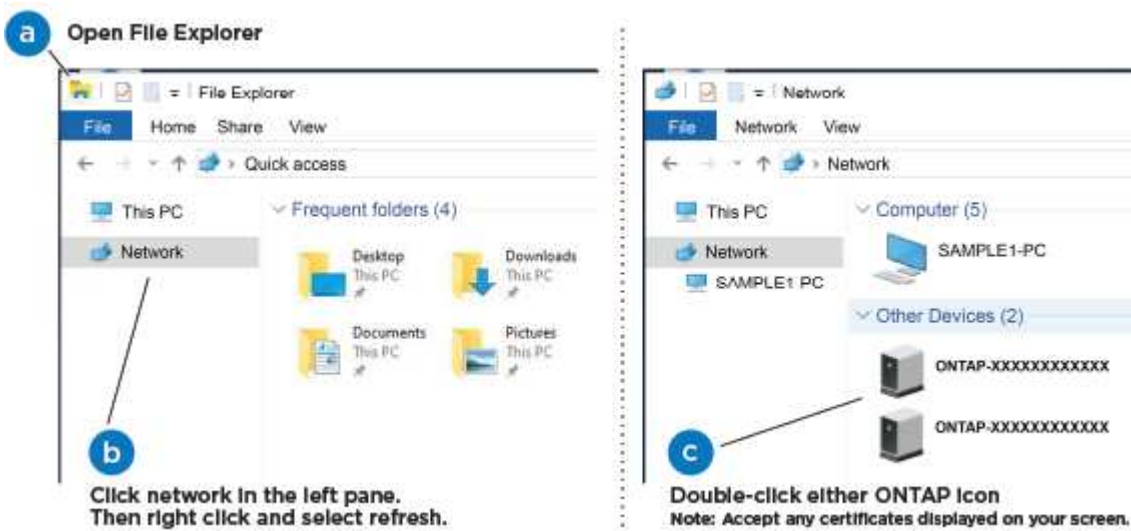 a
Open File Explorer
File Explorer
File Home Share View
Quick access
This PC
Network
Frequent folders (4)
Desktop
This PC
Downloads
This PC
Documents
This PC
Pictures
This PC
b
Click network in the left pane.
Then right click and select refresh.
Network
File Network View
Network
This PC
Network
SAMPLE1 PC
Computer (5)
SAMPLE1-PC
Other Devices (2)
ONTAP-XXXXXXXXXXXX
ONTAP-XXXXXXXXXXXX
c
Double-click either ONTAP icon
Note: Accept any certificates displayed on your screen.